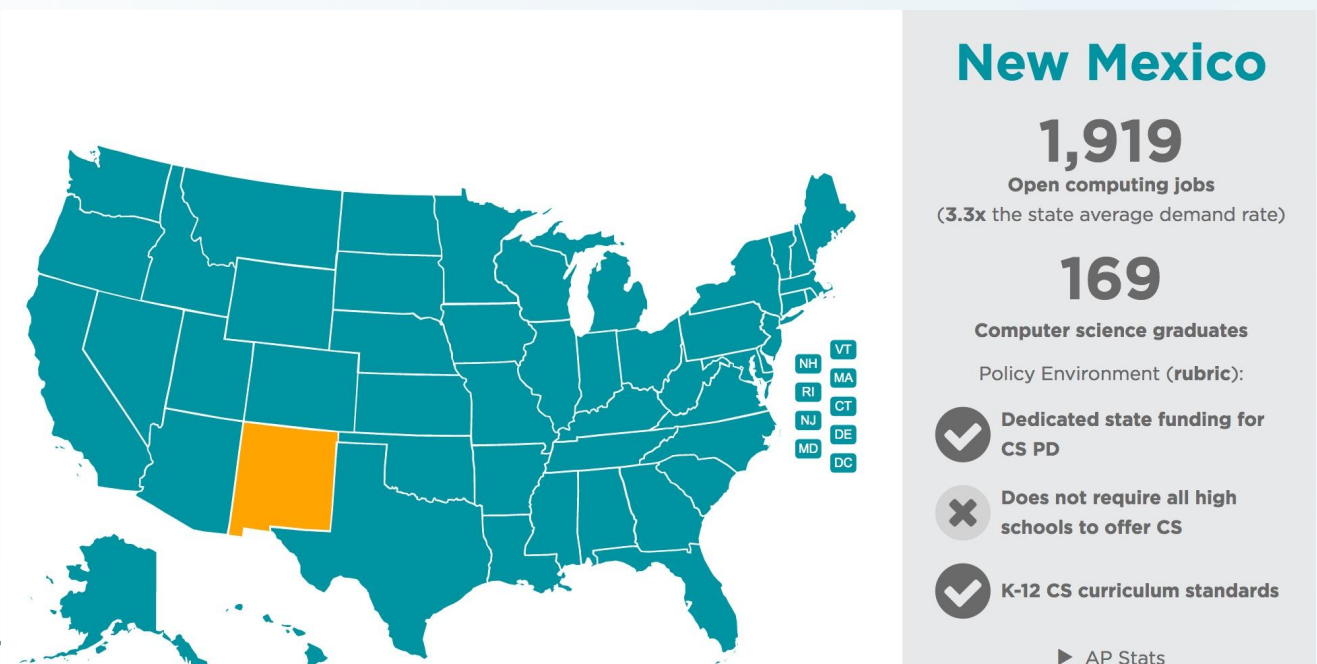 New Mexico
1,919
Open computing jobs
(3.3x the state average demand rate)
169
Computer science graduates
Policy Environment (rubric):
Dedicated state funding for
CS PD
Does not require all high
schools to offer CS
K-12 CS curriculum standards
AP Stats
VT
NH
MA
RI
CT
NJ
DE
MD
DC